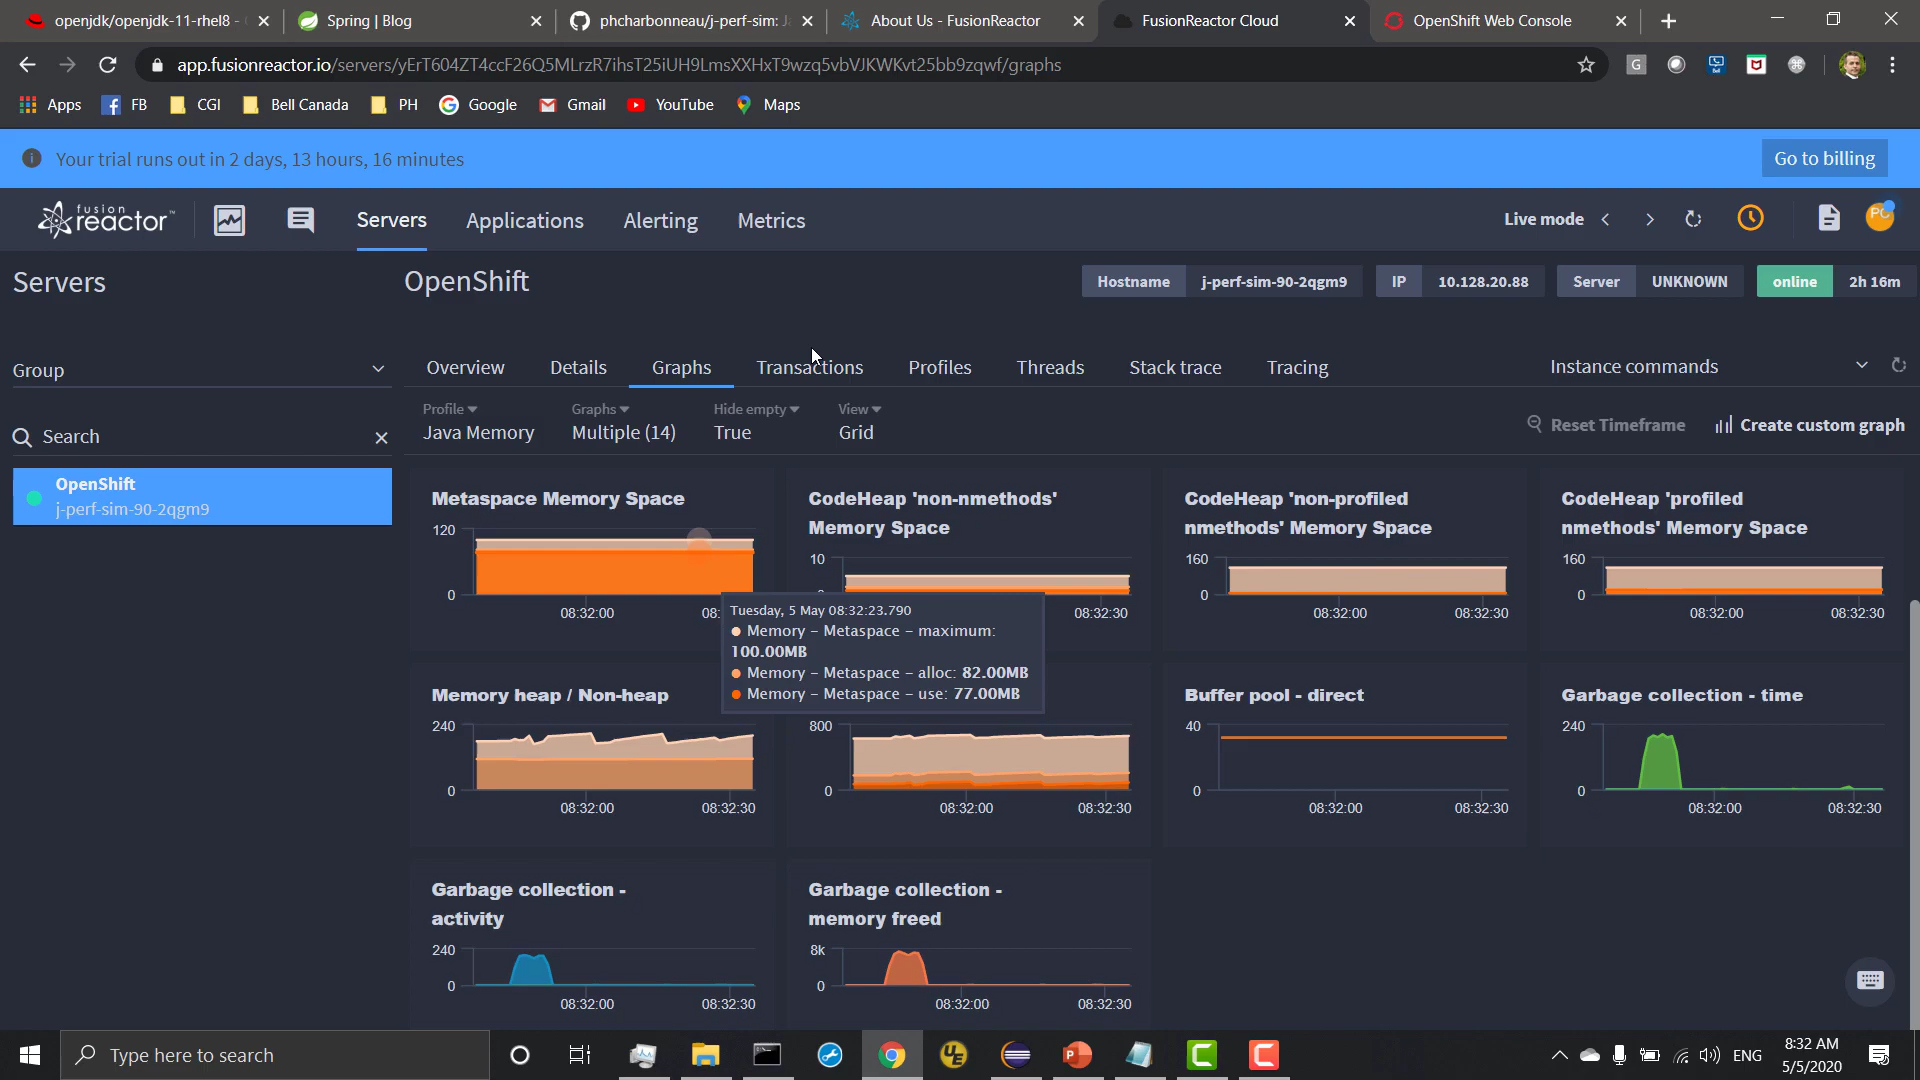 openjdk/openjdk-11-rhel8 -
Spring | Blog
phcharbonneau/j-perf-sim: J
About Us - FusionReactor
FusionReactor Cloud
OpenShift Web Console
app.fusionreactor.io/servers/yErT604ZT4ccF26Q5MLrzR7ihsT25iUH9LmsXXHxT9wzq5vbVJKWKvt25bb9zqwf/graphs
Apps FB CGI Bell Canada PH Google Gmail YouTube Maps
Your trial runs out in 2 days, 13 hours, 16 minutes
Go to billing
fusion
reactor
Servers Applications Alerting Metrics
Live mode
PC
Servers
OpenShift
Hostname j-perf-sim-90-2qgm9 IP 10.128.20.88 Server UNKNOWN online 2h 16m
Group
Overview Details Graphs Transactions Profiles Threads Stack trace Tracing
Instance commands
Profile Graphs Hide empty View
Java Memory Multiple (14) True Grid
Reset Timeframe Create custom graph
Search
OpenShift
j-perf-sim-90-2qgm9
Metaspace Memory Space
120
0
08:32:00 08:
CodeHeap 'non-nmethods'
Memory Space
10
08:32:30
CodeHeap 'non-profiled
nmethods' Memory Space
160
0
08:32:00 08:32:30
CodeHeap 'profiled
nmethods' Memory Space
160
0
08:32:00 08:32:30
Tuesday, 5 May 08:32:23.790
Memory - Metaspace - maximum:
100.00MB
Memory - Metaspace - alloc: 82.00MB
Memory - Metaspace - use: 77.00MB
Memory heap / Non-heap
240
0
08:32:00 08:32:30
800
0
08:32:00 08:32:30
Buffer pool - direct
40
0
08:32:00 08:32:30
Garbage collection - time
240
0
08:32:00 08:32:30
Garbage collection -
activity
240
0
08:32:00 08:32:30
Garbage collection -
memory freed
8k
0
08:32:00 08:32:30
Type here to search
ENG
8:32 AM
5/5/2020